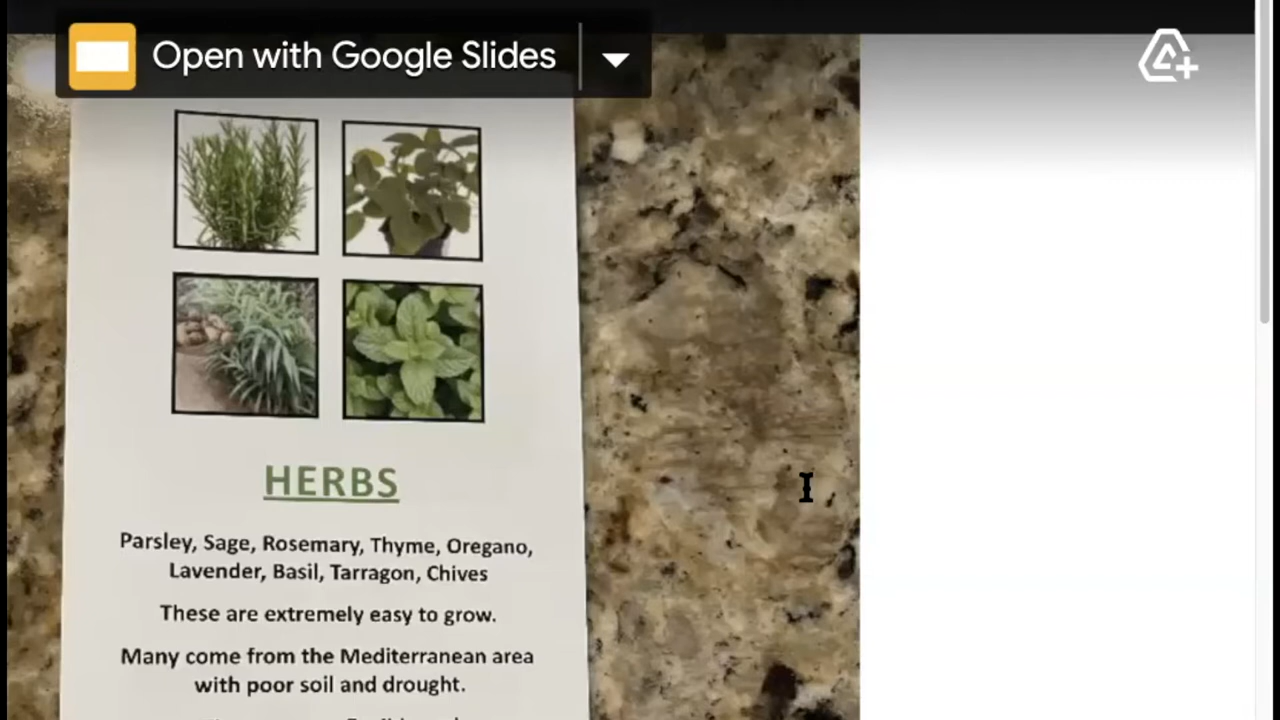 Open with Google Slides
HERBS
Parsley, Sage, Rosemary, Thyme, Oregano,
Lavender, Basil, Tarragon, Chives
These are extremely easy to grow.
Many come from the Mediterranean area
with poor soil and drought.